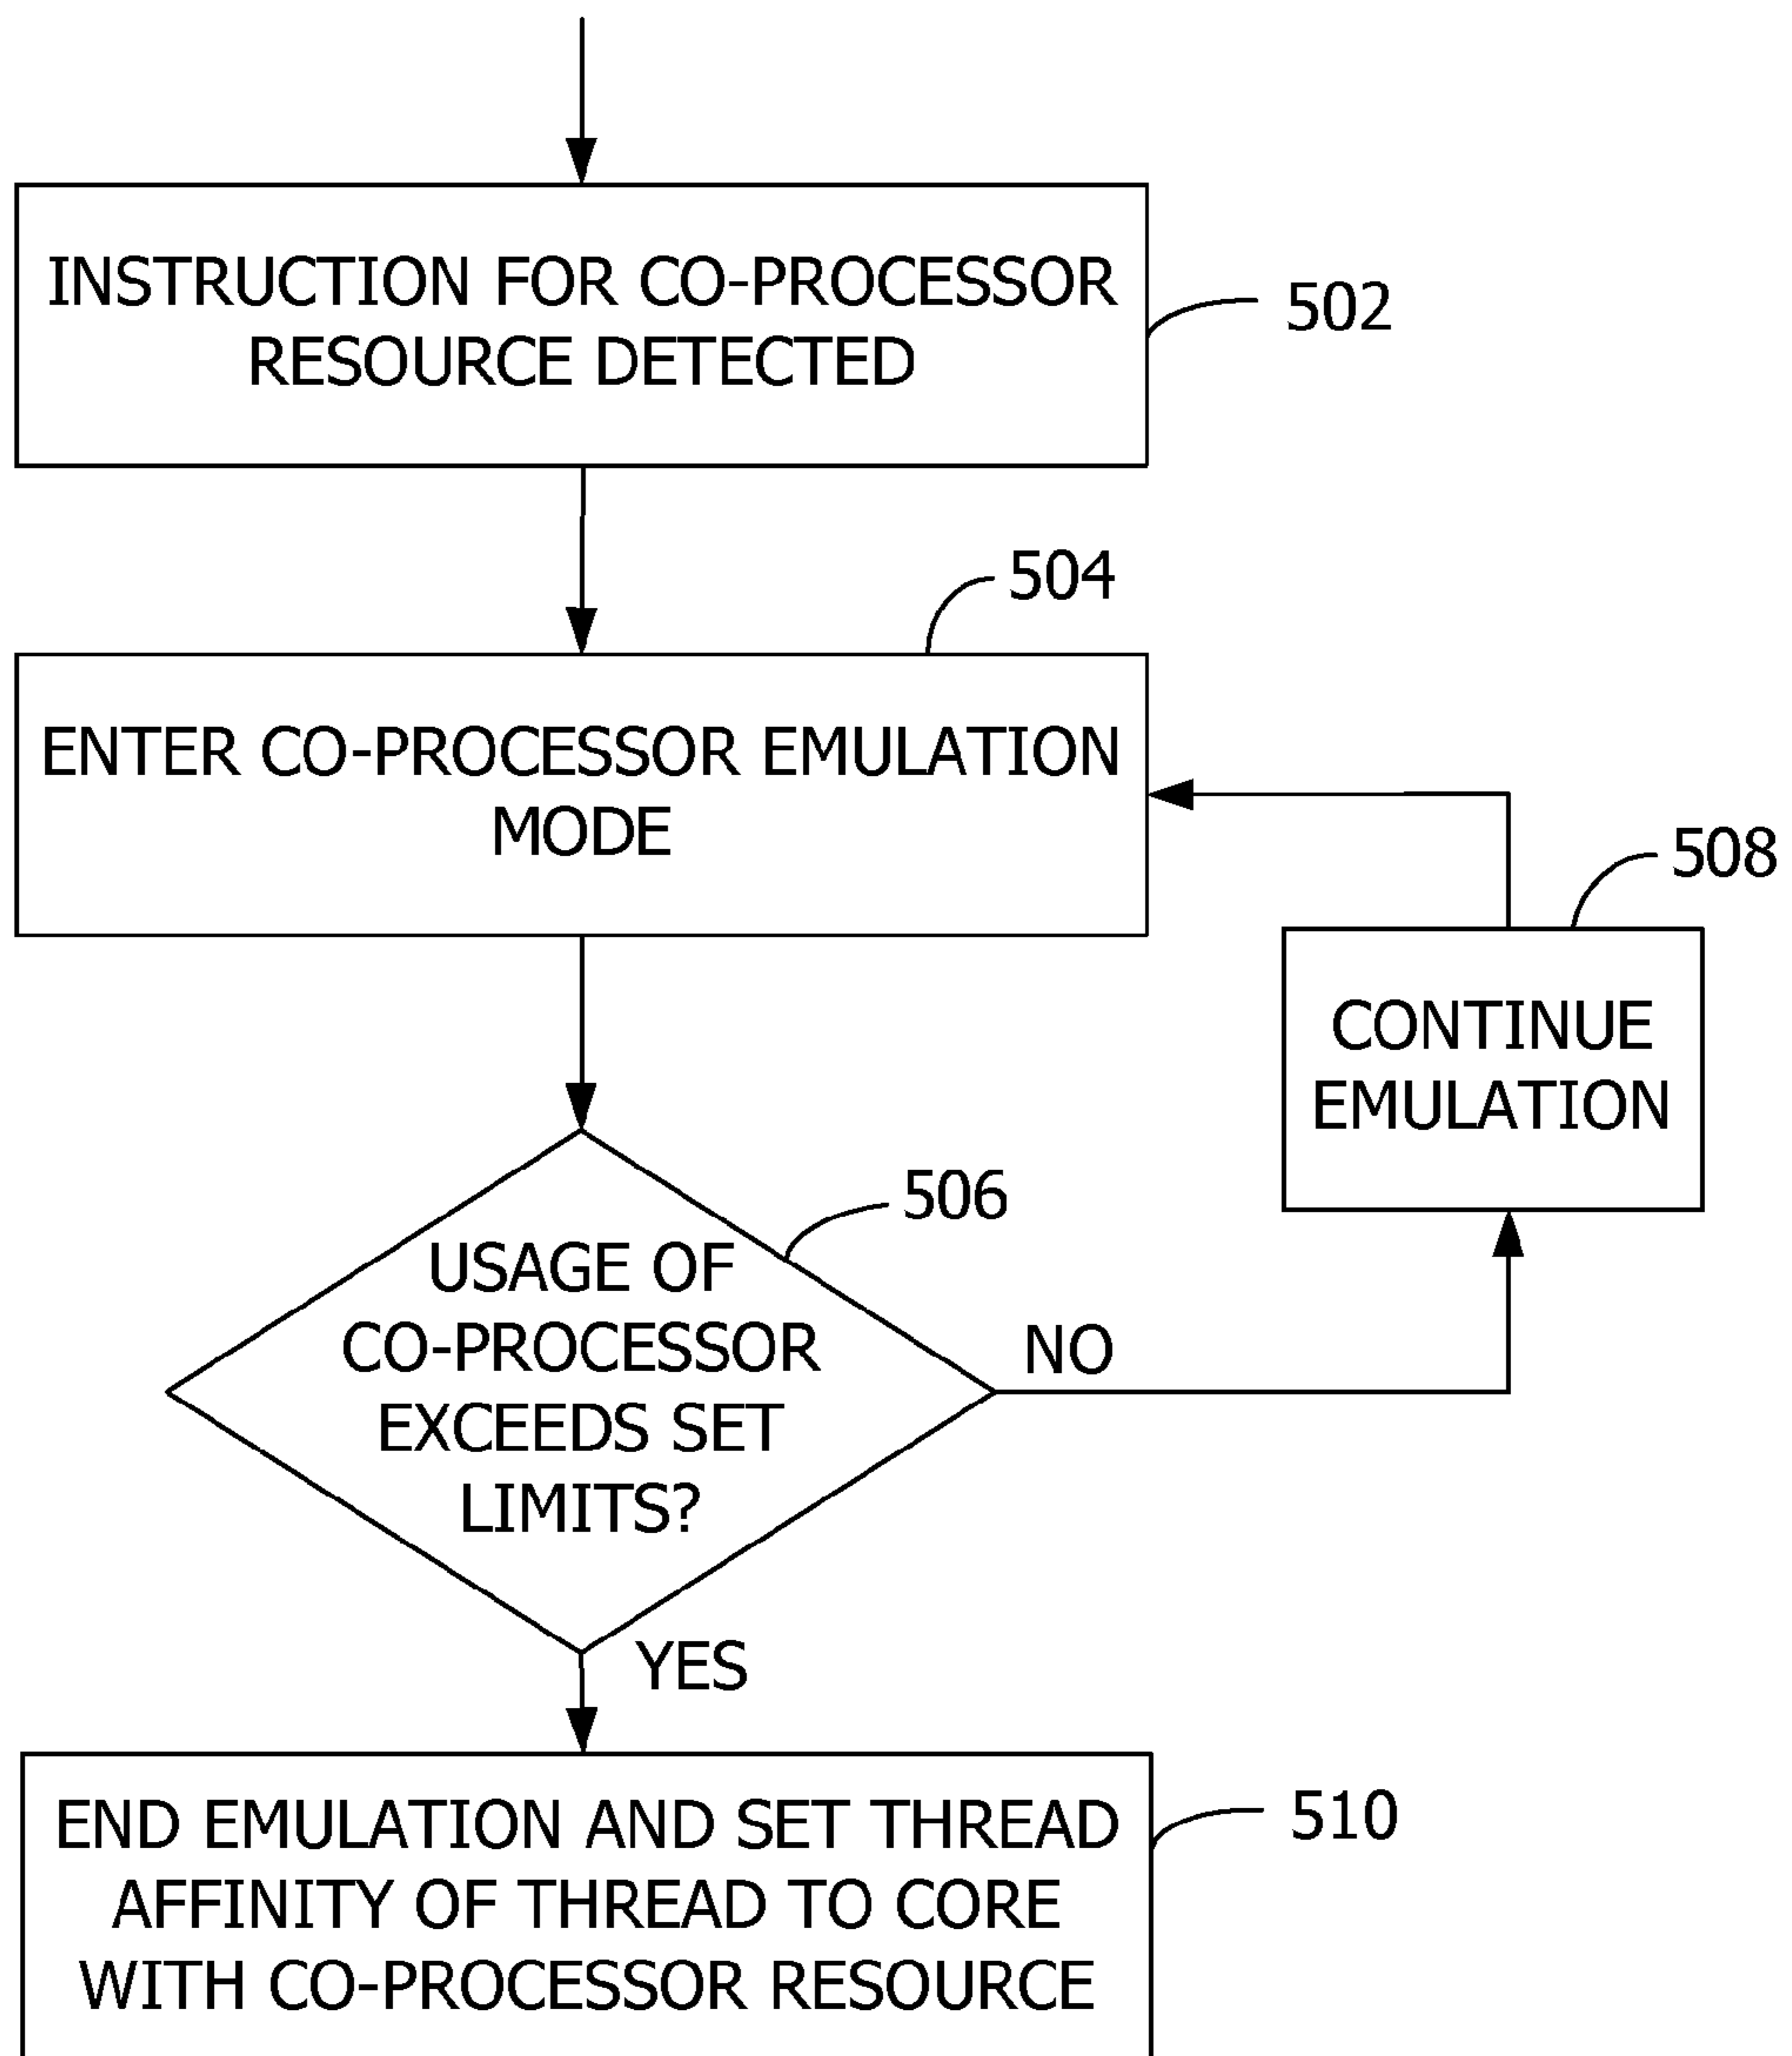 INSTRUCTION FOR CO-PROCESSOR
RESOURCE DETECTED
502
504
ENTER CO-PROCESSOR EMULATION
MODE
508
CONTINUE
EMULATION
506
USAGE OF
CO-PROCESSOR
EXCEEDS SET
LIMITS?
NO
YES
END EMULATION AND SET THREAD
AFFINITY OF THREAD TO CORE
WITH CO-PROCESSOR RESOURCE
510